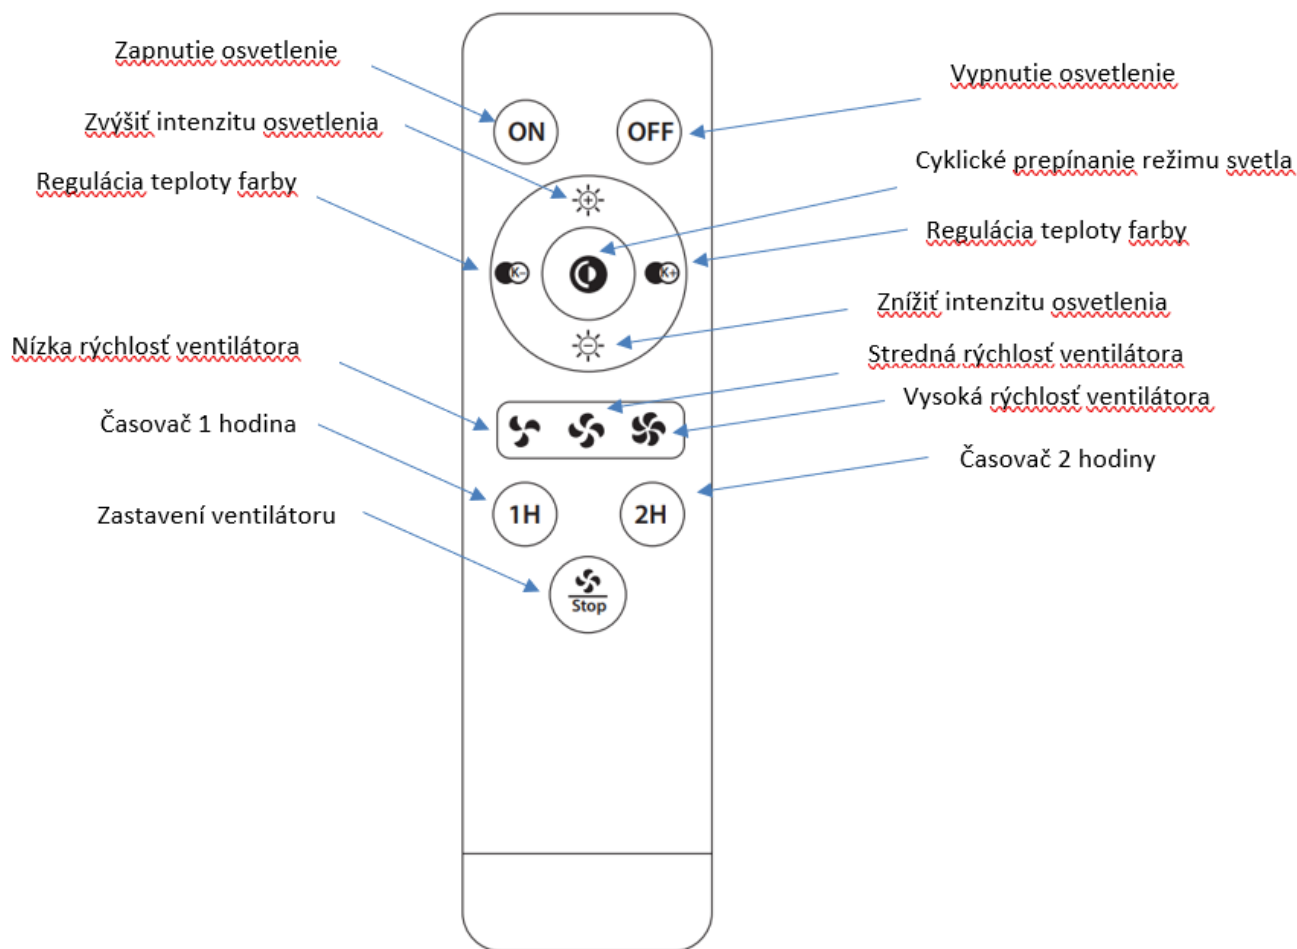 Zapnutie osvetlenie
Vypnutie osvetlenie
ON
OFF
Zvýšiť intenzitu osvetlenia
Cyklické prepínanie režimu svetla
Regulácia teploty farby
Regulácia teploty farby
K-
K+
Znížiť intenzitu osvetlenia
Nízka rýchlosť ventilátora
Stredná rýchlosť ventilátora
Vysoká rýchlosť ventilátora
Časovač 1 hodina
Časovač 2 hodiny
1H
2H
Zastavení ventilátoru
Stop